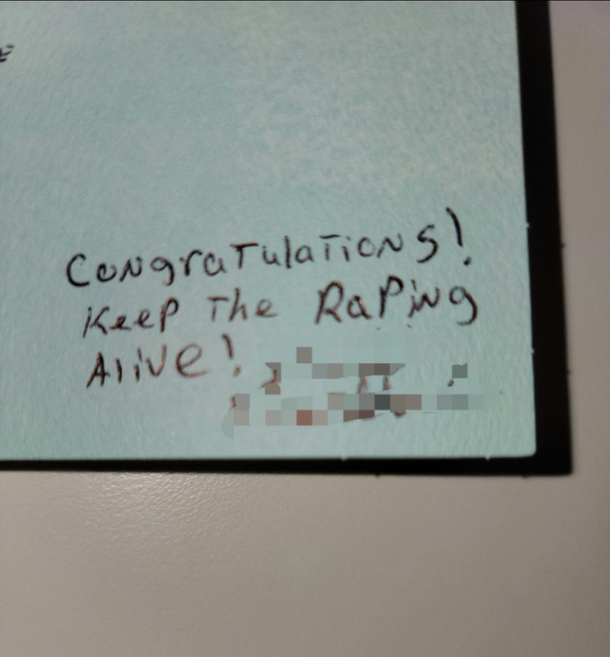 Congratulations!
Keep The Raping
Alive!